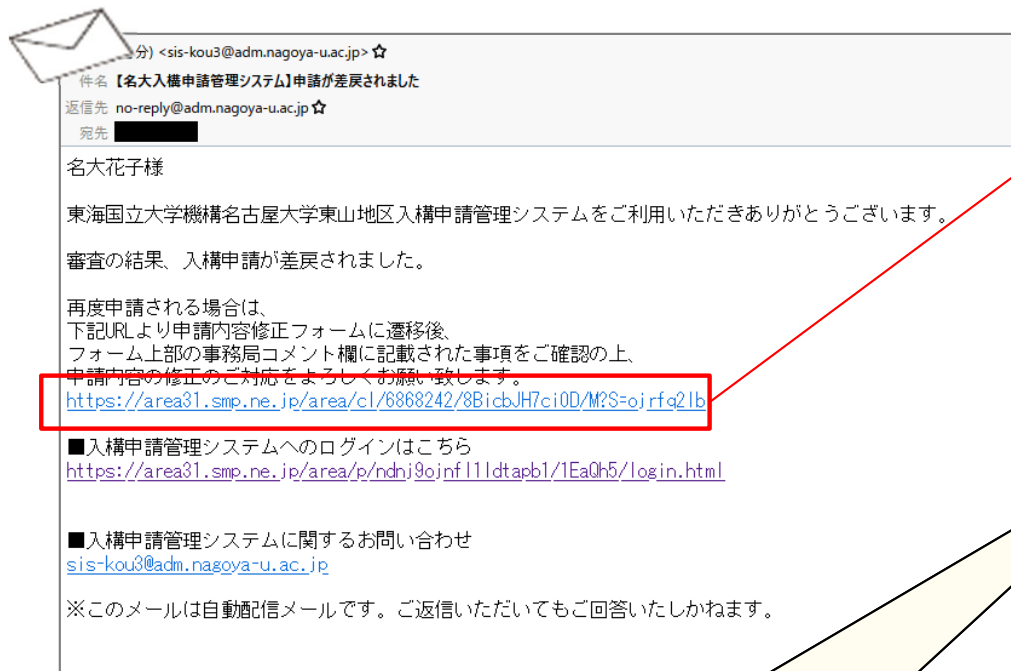 分) <sis-kou3@adm.nagoya-u.ac.jp> ☆
件名 【名大入構申請管理システム】申請が差戻されました
返信先 no-reply@adm.nagoya-u.ac.jp ☆
宛先
名大花子様
東海国立大学機構名古屋大学東山地区入構申請管理システムをご利用いただきありがとうございます。
審査の結果、入構申請が差戻されました。
再度申請される場合は、
下記URLより申請内容修正フォームに遷移後、
フォーム上部の事務局コメント欄に記載された事項をご確認の上、
申請内容の修正のご対応をよろしくお願い致します。
https://area31.smp.ne.jp/area/cl/6868242/8BicbJH7ci0D/M?S=ojrfq2lb
■入構申請管理システムへのログインはこちら
https://area31.smp.ne.jp/area/p/ndnj9ojnfl1ldtapb1/1EaQh5/login.html
■入構申請管理システムに関するお問い合わせ
sis-kou3@adm.nagoya-u.ac.jp
※このメールは自動配信メールです。ご返信いただいてもご回答いたしかねます。